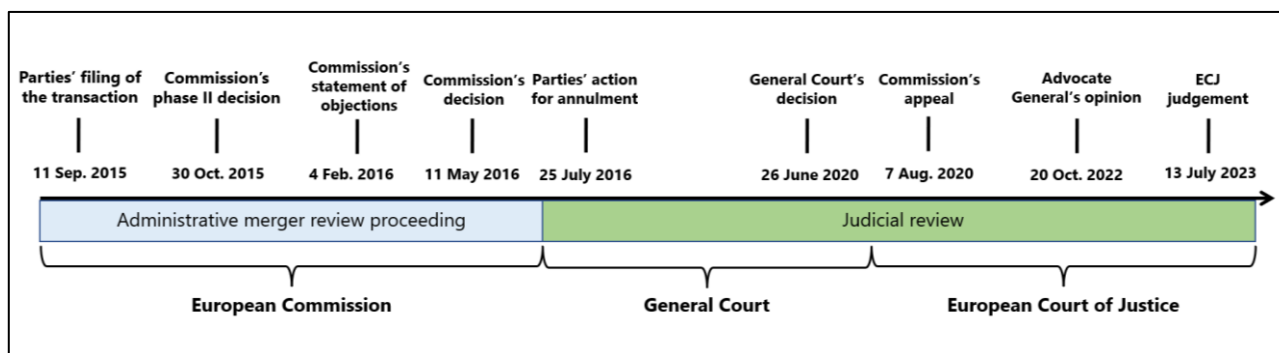 Parties’ filing of
the transaction
Commission’s
phase II decision
Commission’s
statement of
objections
Commission’s
decision
Parties’ action
for annulment
General Court’s
decision
Commission’s
appeal
Advocate
General’s opinion
ECJ
judgement
11 Sep. 2015
30 Oct. 2015
4 Feb. 2016
11 May 2016
25 July 2016
26 June 2020
7 Aug. 2020
20 Oct. 2022
13 July 2023
Administrative merger review proceeding
Judicial review
European Commission
General Court
European Court of Justice